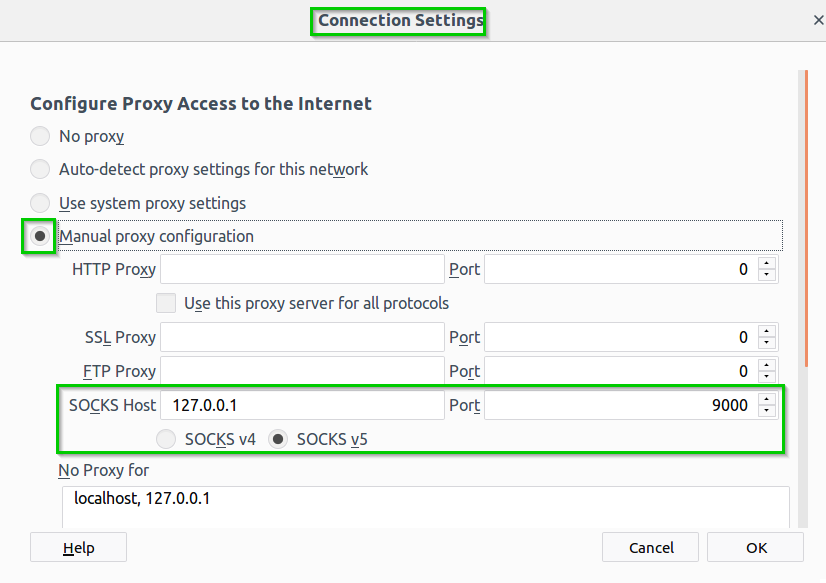 Connection Settings ×
Configure Proxy Access to the Internet
No proxy
Auto-detect proxy settings for this network
Use system proxy settings
Manual proxy configuration
HTTP Proxy Port 0
Use this proxy server for all protocols
SSL Proxy Port 0
FTP Proxy Port 0
SOCKS Host 127.0.0.1 Port 9000
SOCKS v4 SOCKS v5
No Proxy for
localhost, 127.0.0.1
Help Cancel OK